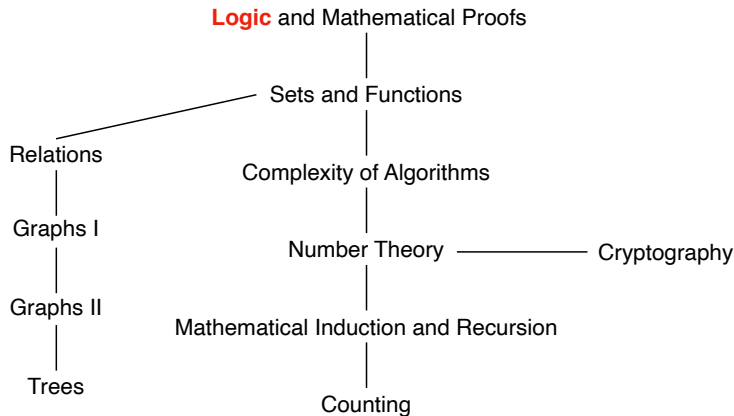 Logic and Mathematical Proofs
Sets and Functions
Relations
Complexity of Algorithms
Graphs I
Number Theory
Cryptography
Graphs II
Mathematical Induction and Recursion
Trees
Counting